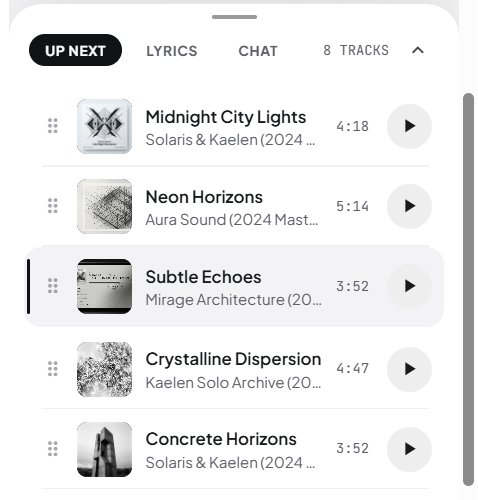 UP NEXT LYRICS CHAT 8 TRACKS
Midnight City Lights
Solaris & Kaelen (2024 ...
4:18
Neon Horizons
Aura Sound (2024 Mast...
5:14
Subtle Echoes
Mirage Architecture (20...
3:52
Crystalline Dispersion
Kaelen Solo Archive (20...
4:47
Concrete Horizons
Solaris & Kaelen (2024 ...
3:52